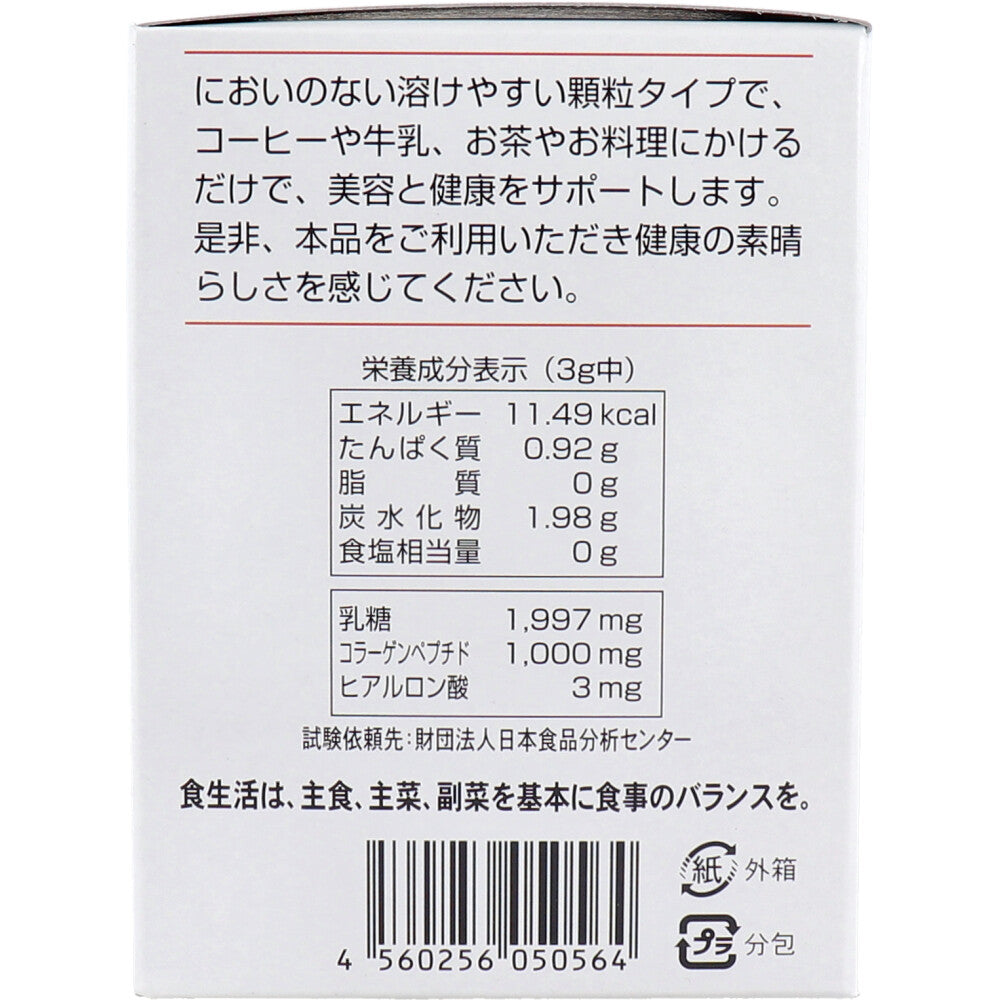 においのない溶けやすい顆粒タイプで、
コーヒーや牛乳、お茶やお料理にかける
だけで、美容と健康をサポートします。
是非、本品をご利用いただき健康の素晴
らしさを感じてください。
栄養成分表示（3g中）
エネルギー 11.49 kcal
たんぱく質 0.92 g
脂質 0 g
炭水化物 1.98 g
食塩相当量 0 g
乳糖 1,997 mg
コラーゲンペプチド 1,000 mg
ヒアルロン酸 3 mg
試験依頼先：財団法人日本食品分析センター
食生活は、主食、主菜、副菜を基本に食事のバランスを。
紙 外箱
プラ 分包
4 560256 050564